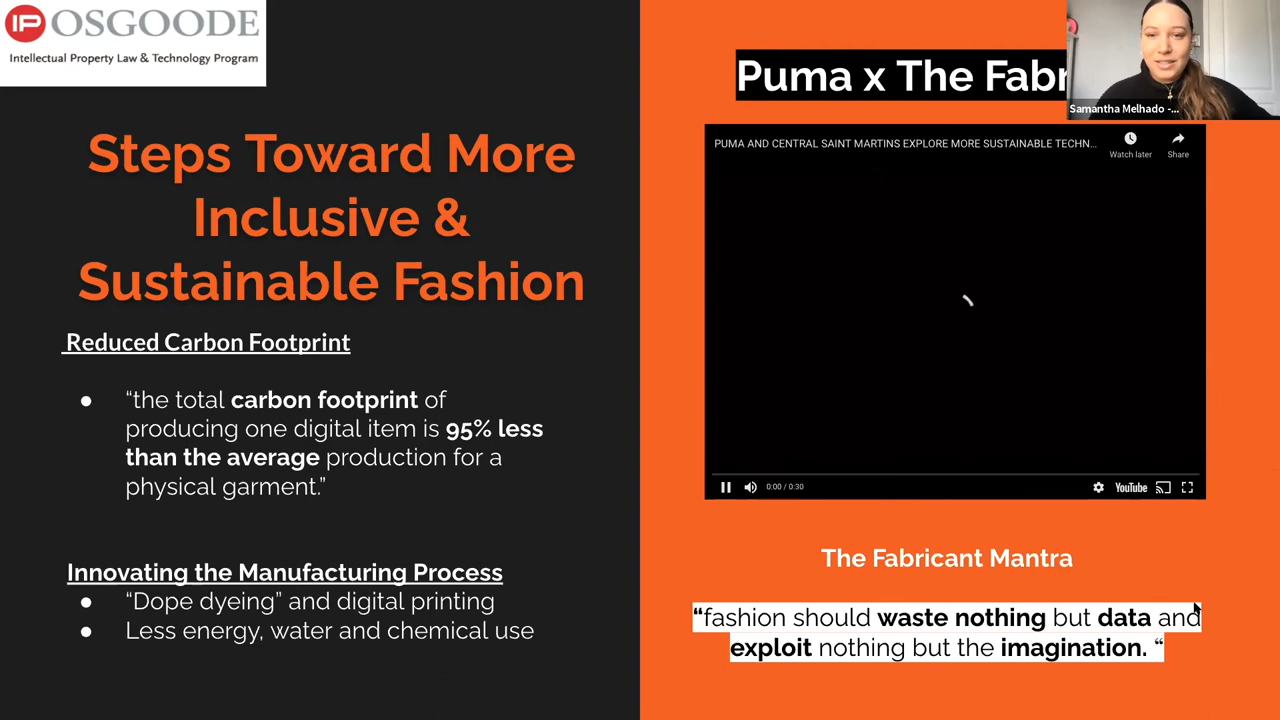 IP OSGOODE
Intellectual Property Law & Technology Program
Steps Toward More
Inclusive &
Sustainable Fashion
Reduced Carbon Footprint
● “the total carbon footprint of
producing one digital item is 95% less
than the average production for a
physical garment.”
Innovating the Manufacturing Process
● “Dope dyeing” and digital printing
● Less energy, water and chemical use
Puma x The Fabr
Samantha Melhado -...
PUMA AND CENTRAL SAINT MARTINS EXPLORE MORE SUSTAINABLE TECHN...
Watch later
Share
0:00 / 0:30
YouTube
The Fabricant Mantra
“fashion should waste nothing but data and
exploit nothing but the imagination. “